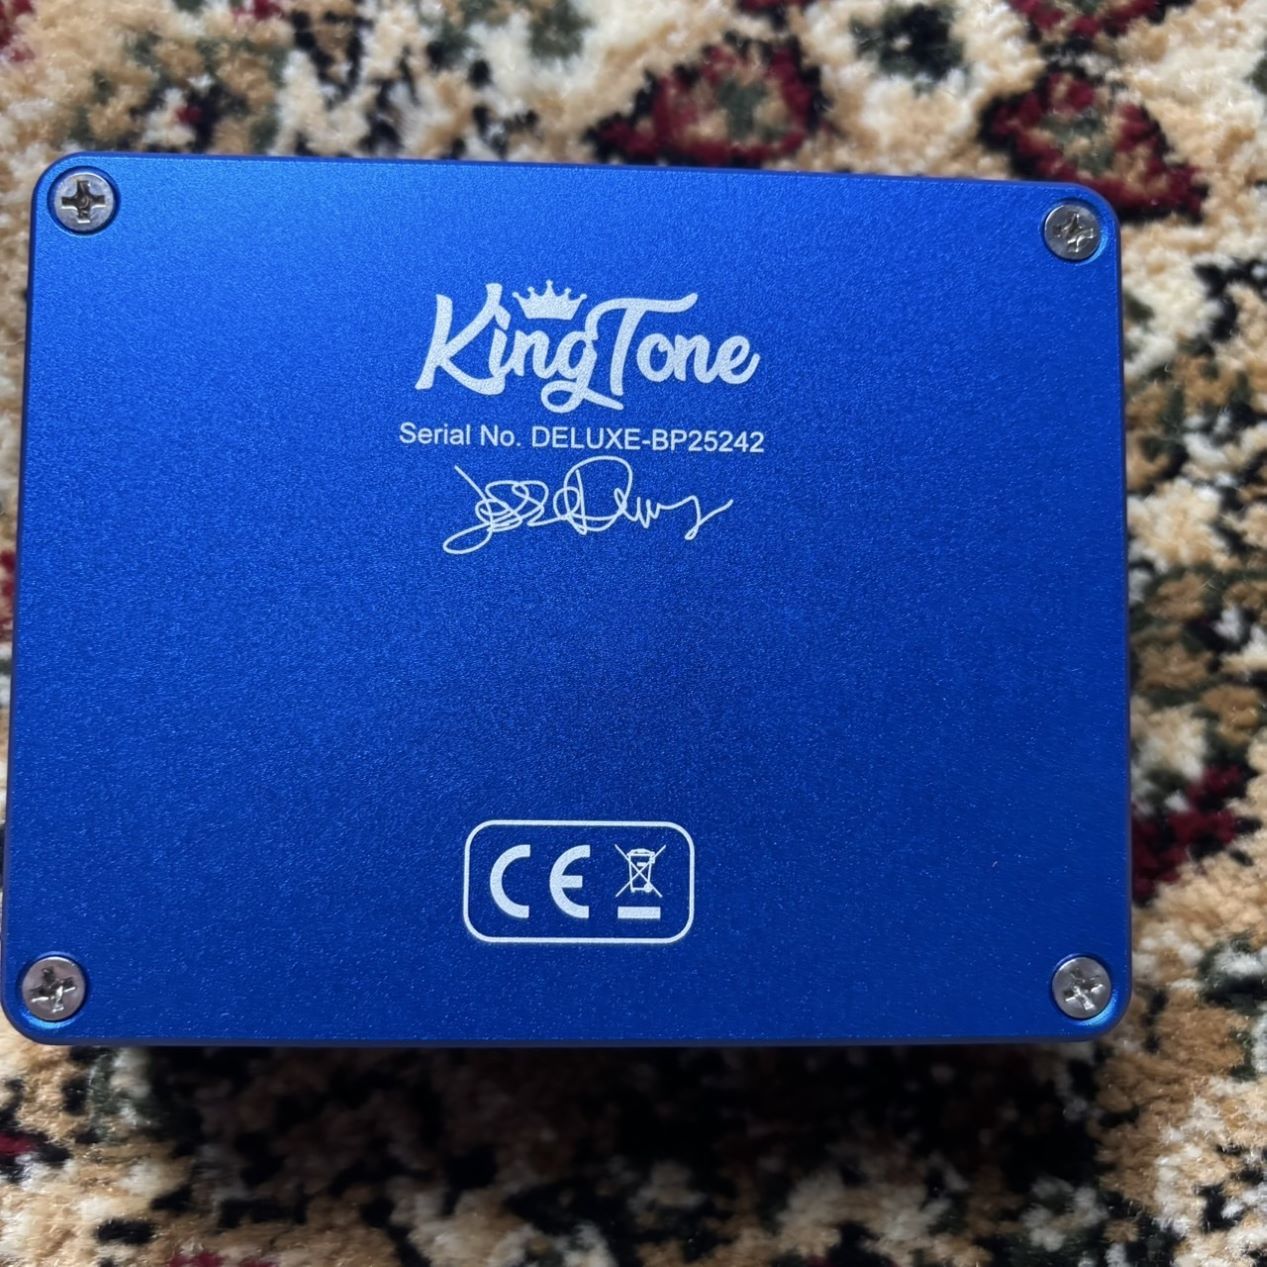 KingTone
Serial No. DELUXE-BP25242
CE